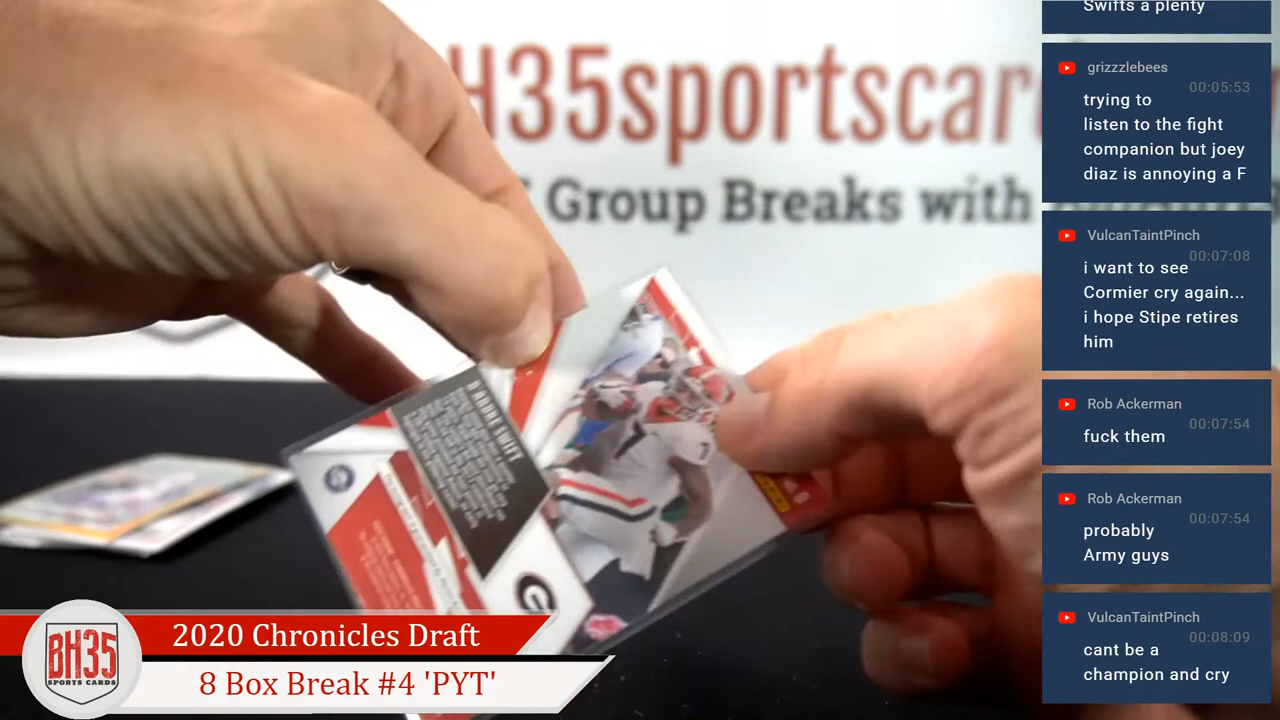 H35sportscar
Group Breaks with
D'ANDRE SWIFT
G
BH35
SPORTS CARDS
2020 Chronicles Draft
8 Box Break #4 'PYT'
Swifts a plenty
grizzzlebees
00:05:53
trying to
listen to the fight
companion but joey
diaz is annoying a F
VulcanTaintPinch
00:07:08
i want to see
Cormier cry again...
i hope Stipe retires
him
Rob Ackerman
00:07:54
fuck them
Rob Ackerman
00:07:54
probably
Army guys
VulcanTaintPinch
00:08:09
cant be a
champion and cry